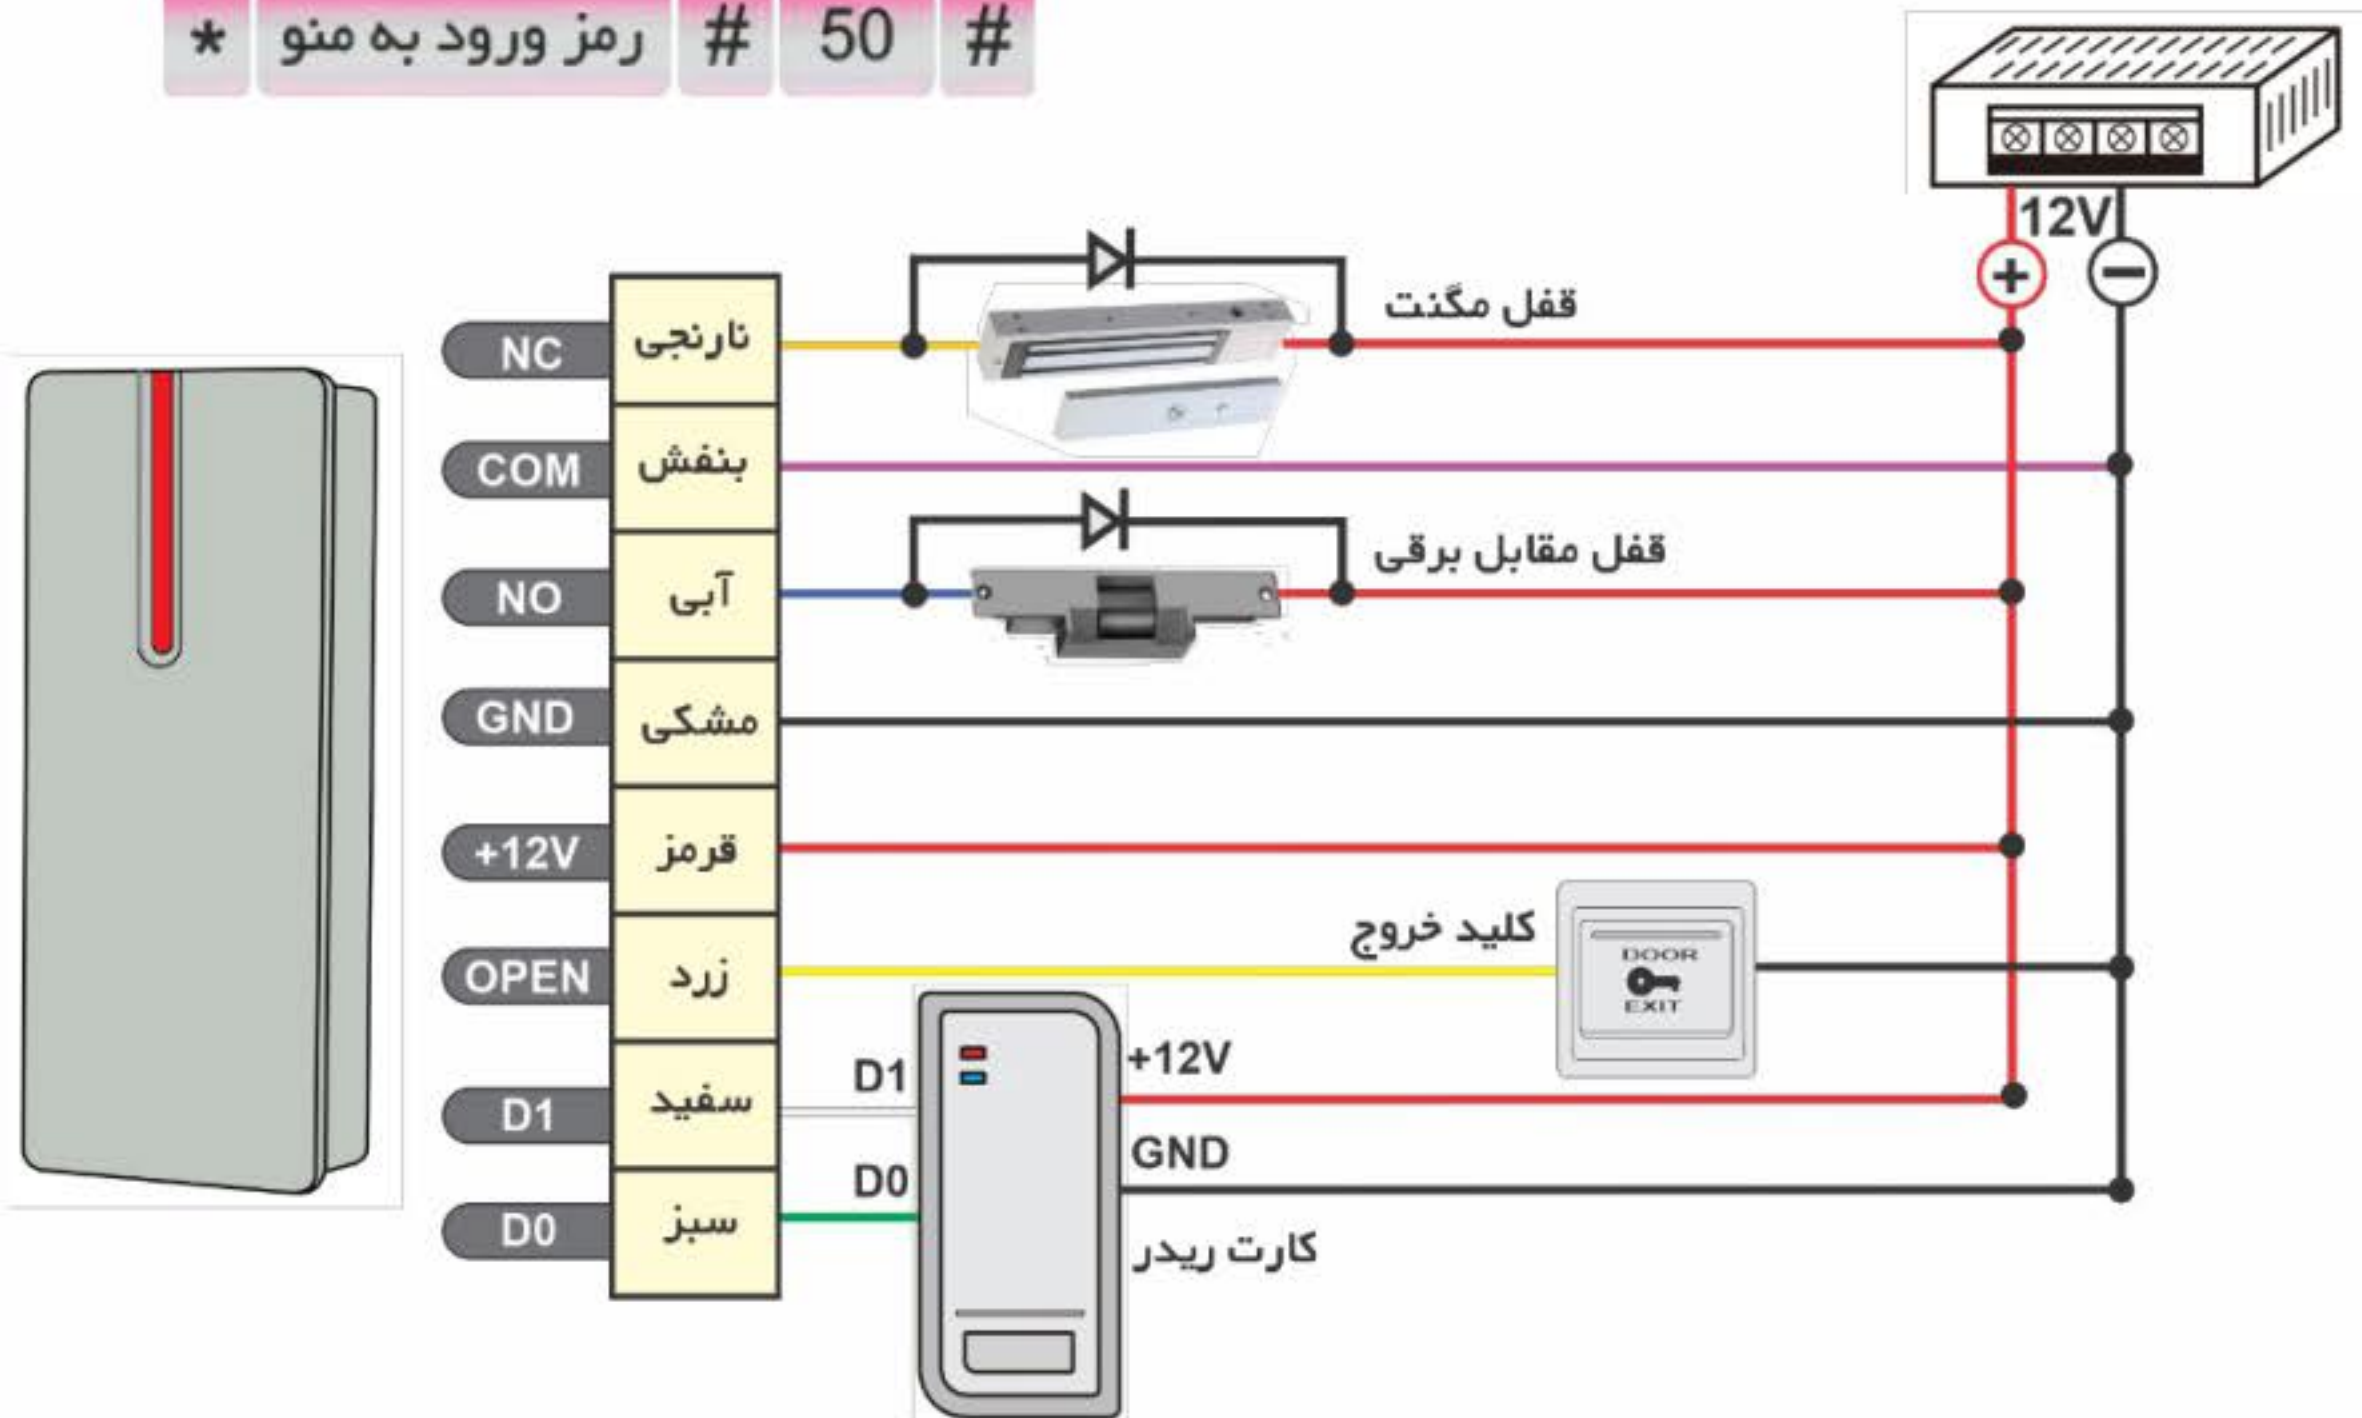 * رمز ورود به منو # 50 #
12V
+ −
NC نارنجی
قفل مگنت
COM بنفش
NO آبی
قفل مقابل برقی
GND مشکی
+12V قرمز
OPEN زرد
کلید خروج
DOOR
EXIT
D1 سفید
D1
+12V
D0 سبز
D0
GND
کارت ریدر